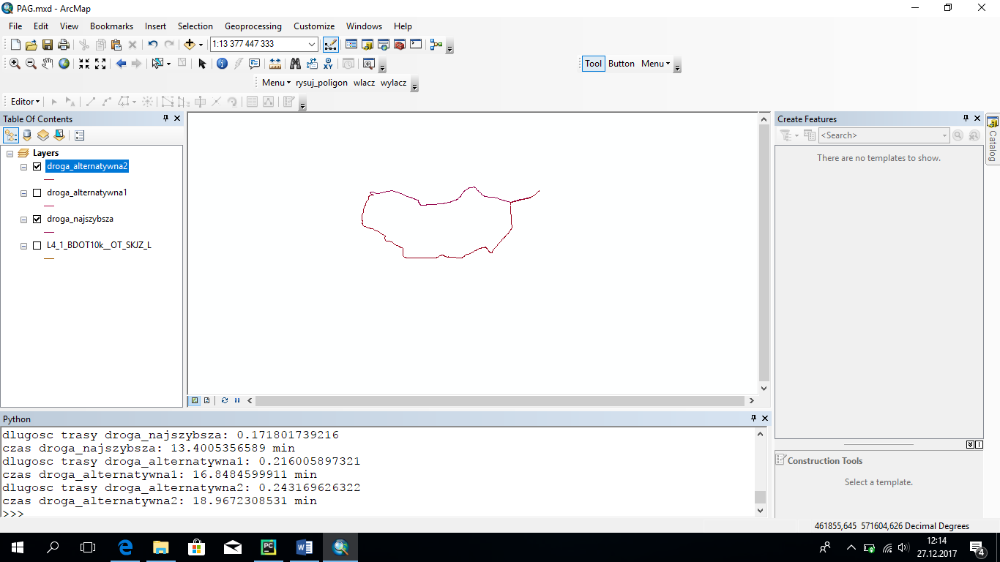 PAG.mxd - ArcMap
File Edit View Bookmarks Insert Selection Geoprocessing Customize Windows Help
1:13 377 447 333
Tool Button Menu
Menu rysuj_poligon wlacz wylacz
Editor
Table Of Contents
Layers
droga_alternatywna2
droga_alternatywna1
droga_najszybsza
L4_1_BDOT10k__OT_SKJZ_L
Create Features
<Search>
There are no templates to show.
Catalog
Construction Tools
Select a template.
Python
dlugosc trasy droga_najszybsza: 0.171801739216
czas droga_najszybsza: 13.4005356589 min
dlugosc trasy droga_alternatywna1: 0.216005897321
czas droga_alternatywna1: 16.8484599911 min
dlugosc trasy droga_alternatywna2: 0.243169626322
czas droga_alternatywna2: 18.9672308531 min
>>>
461855,645 571604,626 Decimal Degrees
12:14
27.12.2017
4